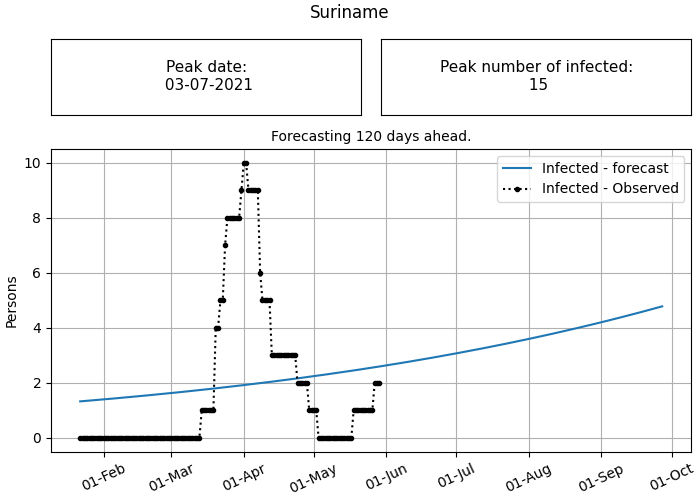 Suriname
Peak date:
03-07-2021
Peak number of infected:
15
Forecasting 120 days ahead.
Infected - forecast
Infected - Observed
Persons
10
8
6
4
2
0
01-Feb
01-Mar
01-Apr
01-May
01-Jun
01-Jul
01-Aug
01-Sep
01-Oct